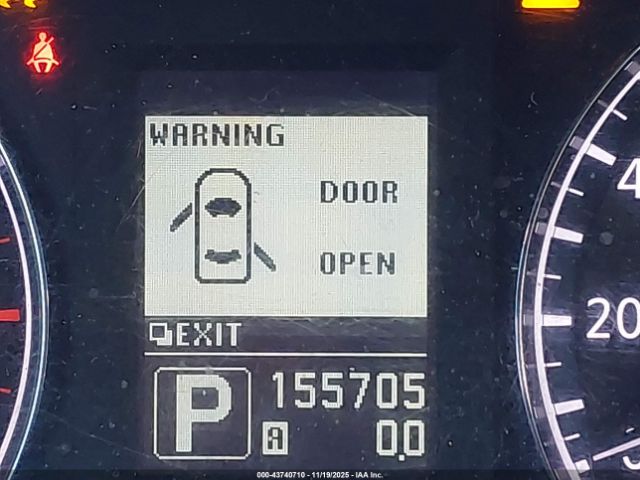 WARNING
DOOR
OPEN
EXIT
P
155705
A
0.0
4
20
000-43740710 - 11/19/2025 - IAA Inc.